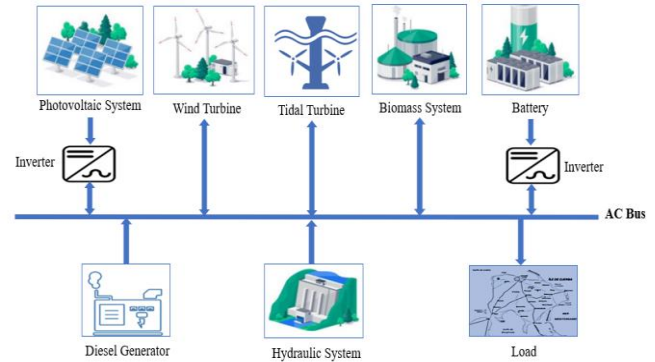 Photovoltaic System
Wind Turbine
Tidal Turbine
Biomass System
Battery
Inverter
Inverter
AC Bus
Diesel Generator
Hydraulic System
Load